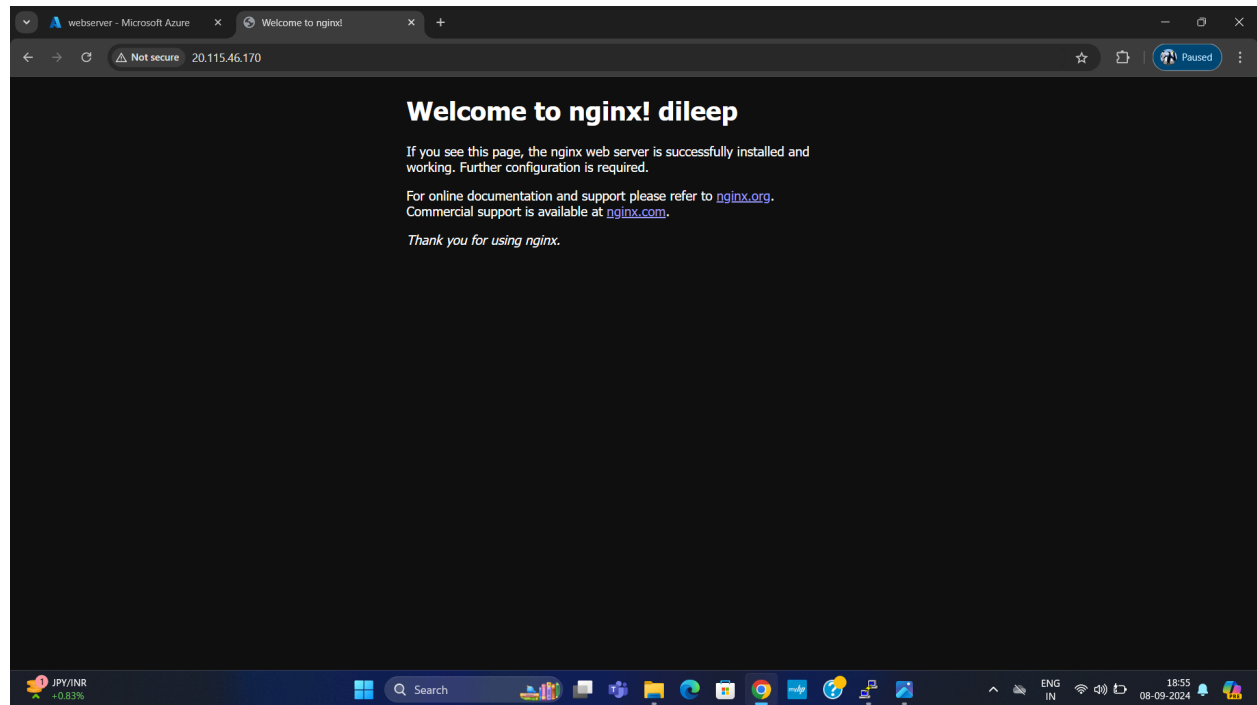 webserver - Microsoft Azure
Welcome to nginx!
Not secure
20.115.46.170
Paused
Welcome to nginx! dileep
If you see this page, the nginx web server is successfully installed and
working. Further configuration is required.
For online documentation and support please refer to nginx.org.
Commercial support is available at nginx.com.
Thank you for using nginx.
1
JPY/INR
+0.83%
Search
ENG
IN
18:55
08-09-2024